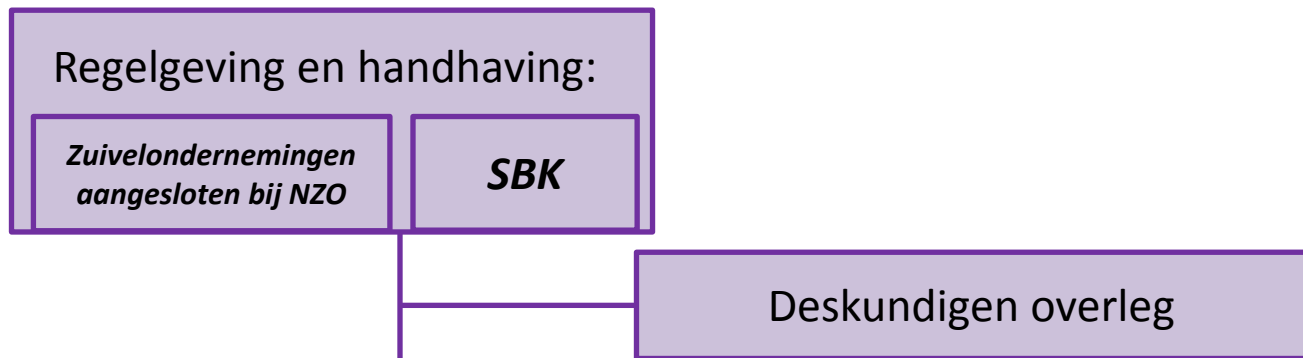 Regelgeving en handhaving:
Zuivelondernemingen
aangesloten bij NZO
SBK
Deskundigen overleg